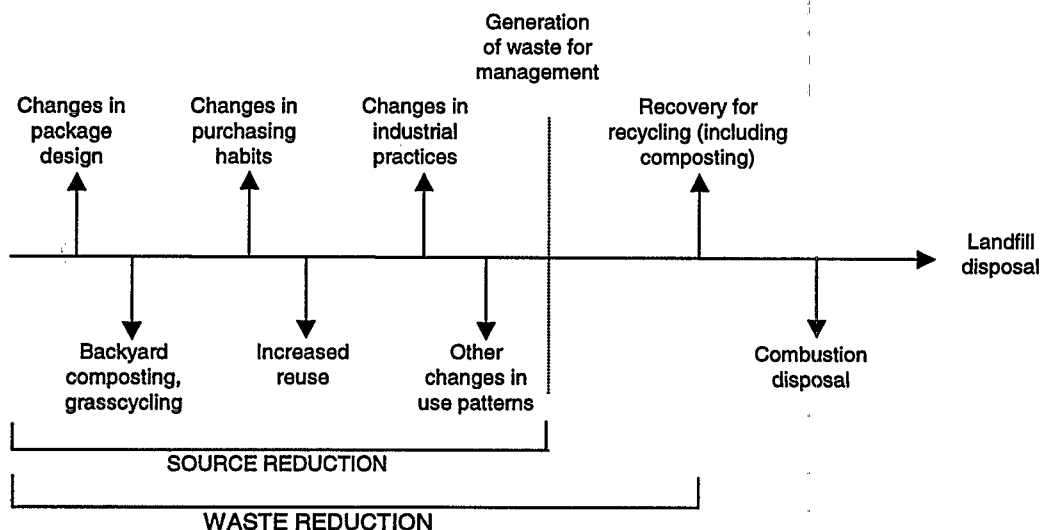 Generation
of waste for
management
Changes in
package
design
Changes in
purchasing
habits
Changes in
industrial
practices
Recovery for
recycling (including
composting)
Landfill
disposal
Backyard
composting,
grasscycling
Increased
reuse
Other
changes in
use patterns
Combustion
disposal
SOURCE REDUCTION
WASTE REDUCTION